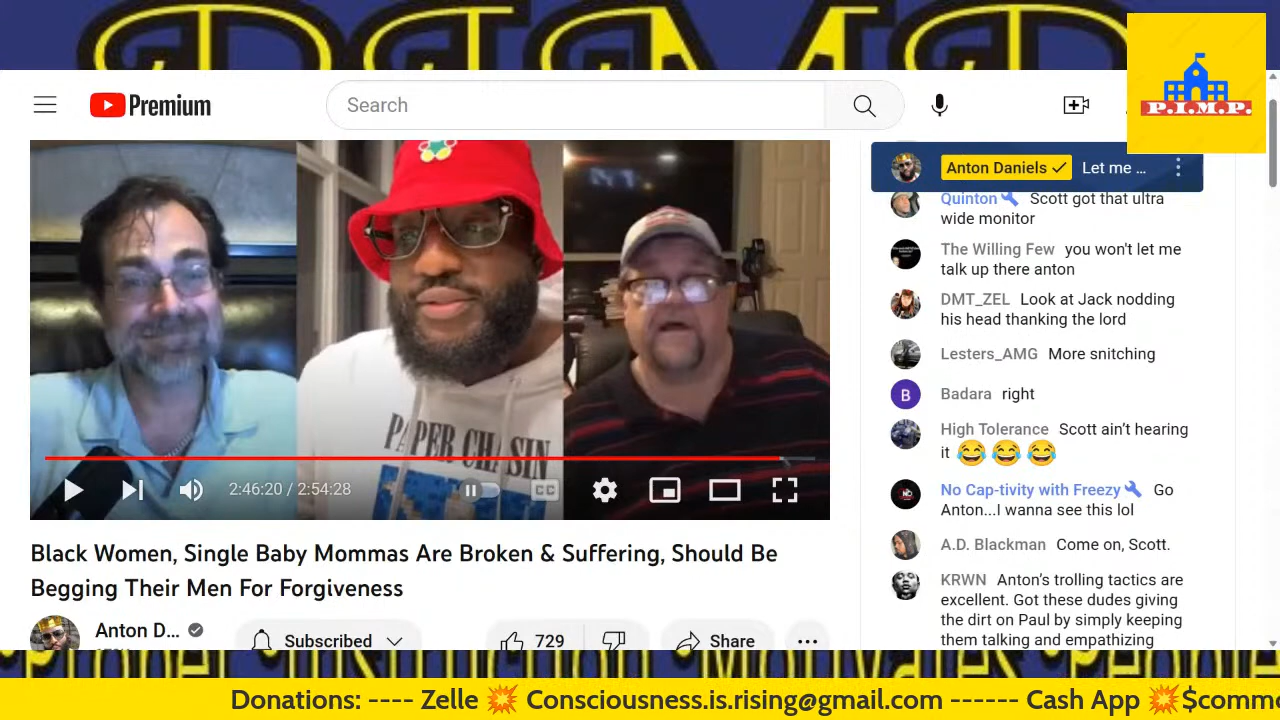 P.I.M.P.
Premium
Search
Anton Daniels Let me ...
Quinton Scott got that ultra
wide monitor
The Willing Few you won't let me
talk up there anton
DMT_ZEL Look at Jack nodding
his head thanking the lord
Lesters_AMG More snitching
B Badara right
High Tolerance Scott ain’t hearing
it 😂 😂 😂
No Cap-tivity with Freezy Go
Anton...I wanna see this lol
A.D. Blackman Come on, Scott.
KRWN Anton’s trolling tactics are
excellent. Got these dudes giving
the dirt on Paul by simply keeping
them talking and empathizing
PAPER CHASIN
2:46:20 / 2:54:28
CC
Black Women, Single Baby Mommas Are Broken & Suffering, Should Be
Begging Their Men For Forgiveness
Anton D...
Subscribed
729
Share
Proper Instruction Motivates People
Donations: ---- Zelle 💥 Consciousness.is.rising@gmail.com ------ Cash App 💥$comm